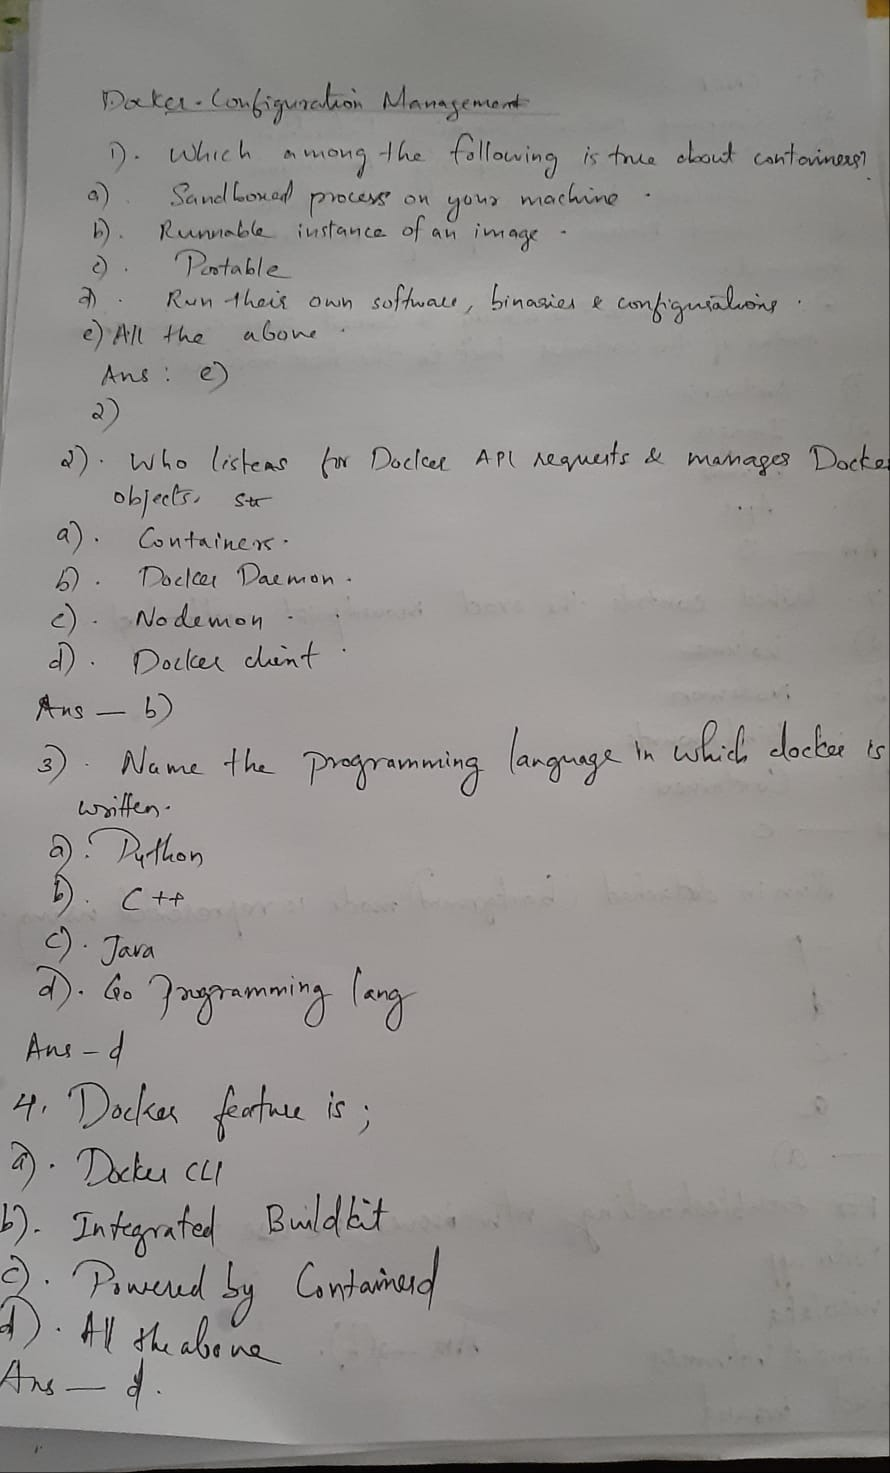 Docker - Configuration Management
1). Which among the following is true about containers?
a). Sandboxed process on your machine.
b). Runnable instance of an image.
c). Portable
d). Run their own software, binaries & configurations.
e) All the above.
Ans : e)
2)
2). Who listens for Docker API requests & manages Docker
objects.
a). Containers.
b). Docker Daemon.
c). Nodemon.
d). Docker client.
Ans — b)
3). Name the programming language in which docker is
written.
a). Python
b). C++
c). Java
d). Go Programming lang
Ans - d
4. Docker feature is ;
a). Docker CLI
b). Integrated Buildkit
c). Powered by Containerd
d). All the above
Ans — d.